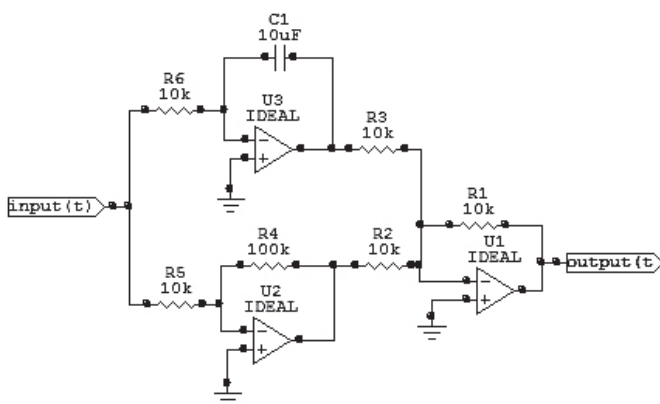 C1
10uF
R6
10k
U3
IDEAL
R3
10k
input(t)
R1
10k
U1
IDEAL
output(t
R4
100k
R2
10k
R5
10k
U2
IDEAL